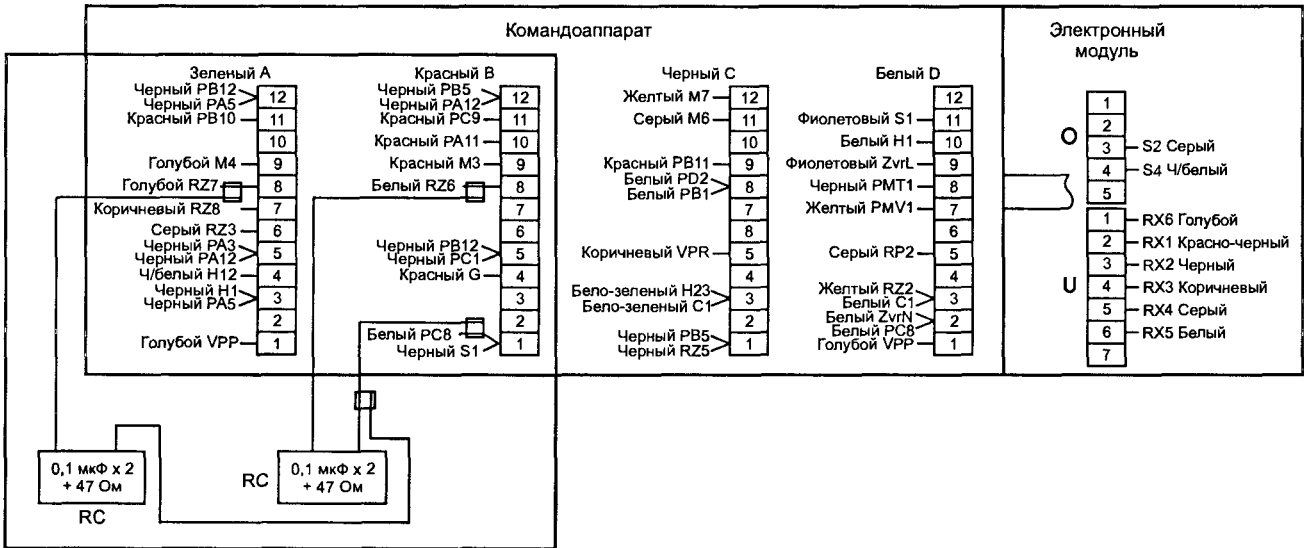 Командоаппарат
Электронный
модуль
Зеленый A
Черный PB12
Черный PA5
12
Красный PB10
11
10
Голубой M4
9
Голубой RZ7
8
Коричневый RZ8
7
Серый RZ3
6
Черный PA3
Черный PA12
5
Ч/белый H12
4
Черный H1
Черный PA5
3
2
Голубой VPP
1
Красный B
Черный PB5
Черный PA12
12
Красный PC9
11
Красный PA11
10
Красный M3
9
Белый RZ6
8
7
6
Черный PB12
Черный PC1
5
Красный G
4
3
2
Белый PC8
Черный S1
1
Черный C
Желтый M7
12
Серый M6
11
10
Красный PB11
9
Белый PD2
Белый PB1
8
7
8
Коричневый VPR
5
4
Бело-зеленый H23
Бело-зеленый C1
3
2
Черный PB5
Черный RZ5
1
Белый D
12
Фиолетовый S1
11
Белый H1
10
Фиолетовый ZvrL
9
Черный PMT1
8
Желтый PMV1
7
6
Серый RP2
5
4
Желтый RZ2
Белый C1
3
Белый ZvrN
Белый PC8
2
Голубой VPP
1
O
1
2
3
S2 Серый
4
S4 Ч/белый
5
U
1
RX6 Голубой
2
RX1 Красно-черный
3
RX2 Черный
4
RX3 Коричневый
5
RX4 Серый
6
RX5 Белый
7
0,1 мкФ x 2
+ 47 Ом
RC
RC
0,1 мкФ x 2
+ 47 Ом